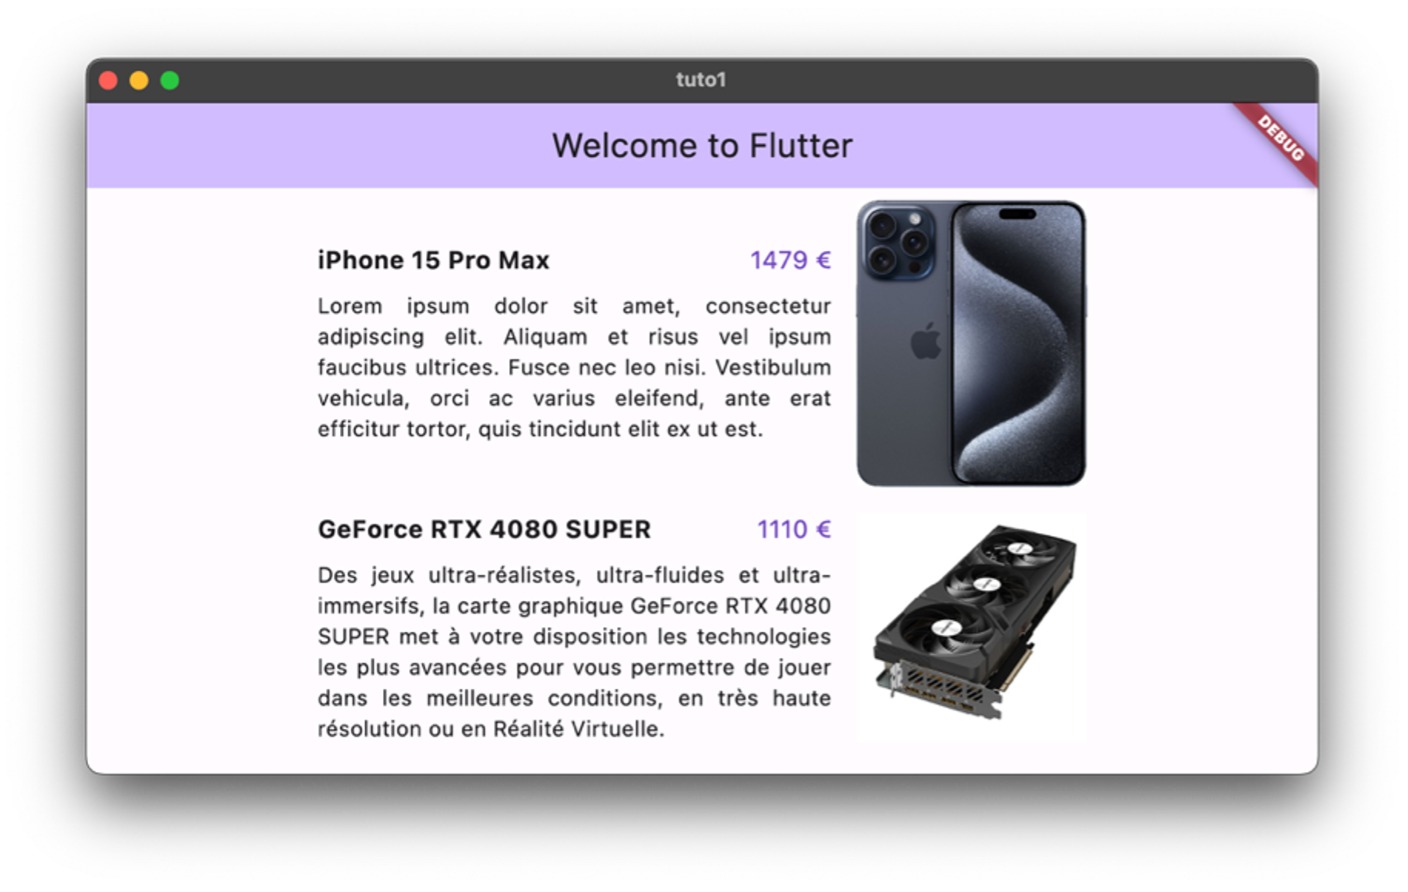 tuto1
Welcome to Flutter
DEBUG
iPhone 15 Pro Max 1479 €
Lorem ipsum dolor sit amet, consectetur
adipiscing elit. Aliquam et risus vel ipsum
faucibus ultrices. Fusce nec leo nisi. Vestibulum
vehicula, orci ac varius eleifend, ante erat
efficitur tortor, quis tincidunt elit ex ut est.
GeForce RTX 4080 SUPER 1110 €
Des jeux ultra-réalistes, ultra-fluides et ultra-
immersifs, la carte graphique GeForce RTX 4080
SUPER met à votre disposition les technologies
les plus avancées pour vous permettre de jouer
dans les meilleures conditions, en très haute
résolution ou en Réalité Virtuelle.